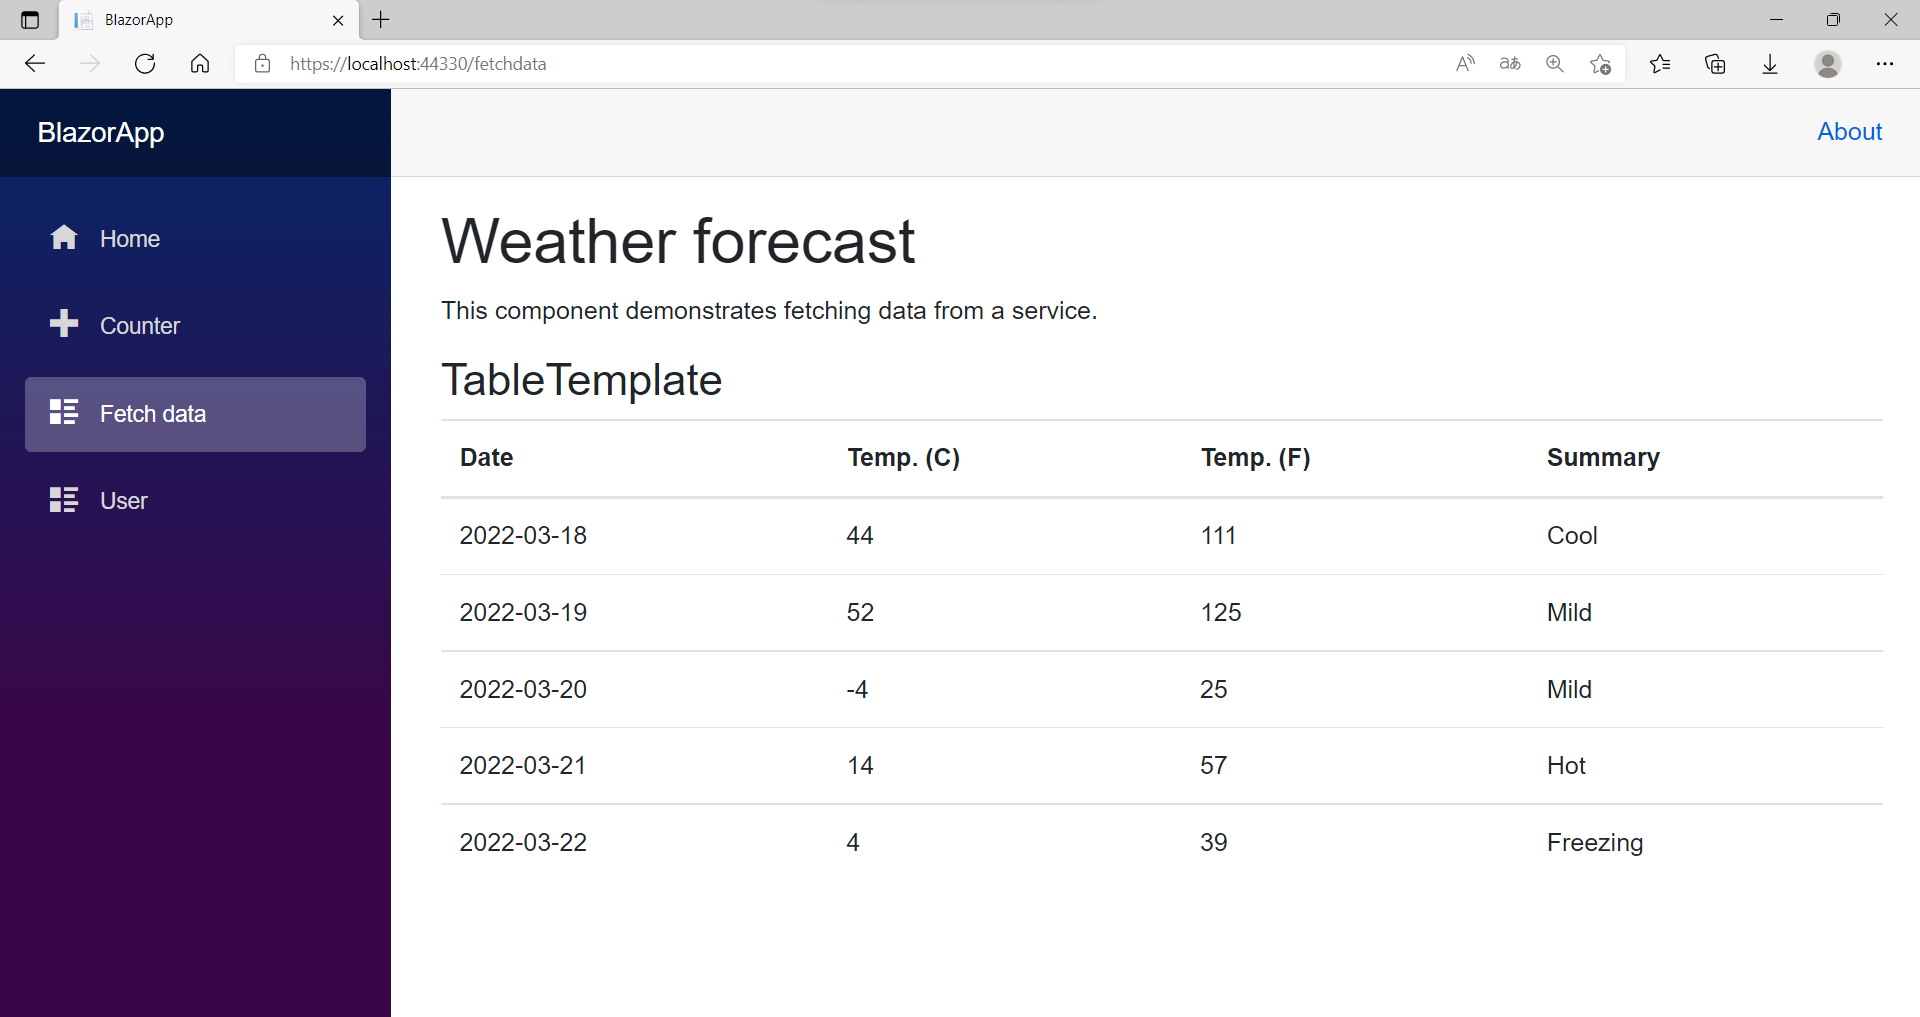 BlazorApp
https://localhost:44330/fetchdata
BlazorApp
About
Home
Counter
Fetch data
User
Weather forecast
This component demonstrates fetching data from a service.
TableTemplate
Date Temp. (C) Temp. (F) Summary
2022-03-18 44 111 Cool
2022-03-19 52 125 Mild
2022-03-20 -4 25 Mild
2022-03-21 14 57 Hot
2022-03-22 4 39 Freezing